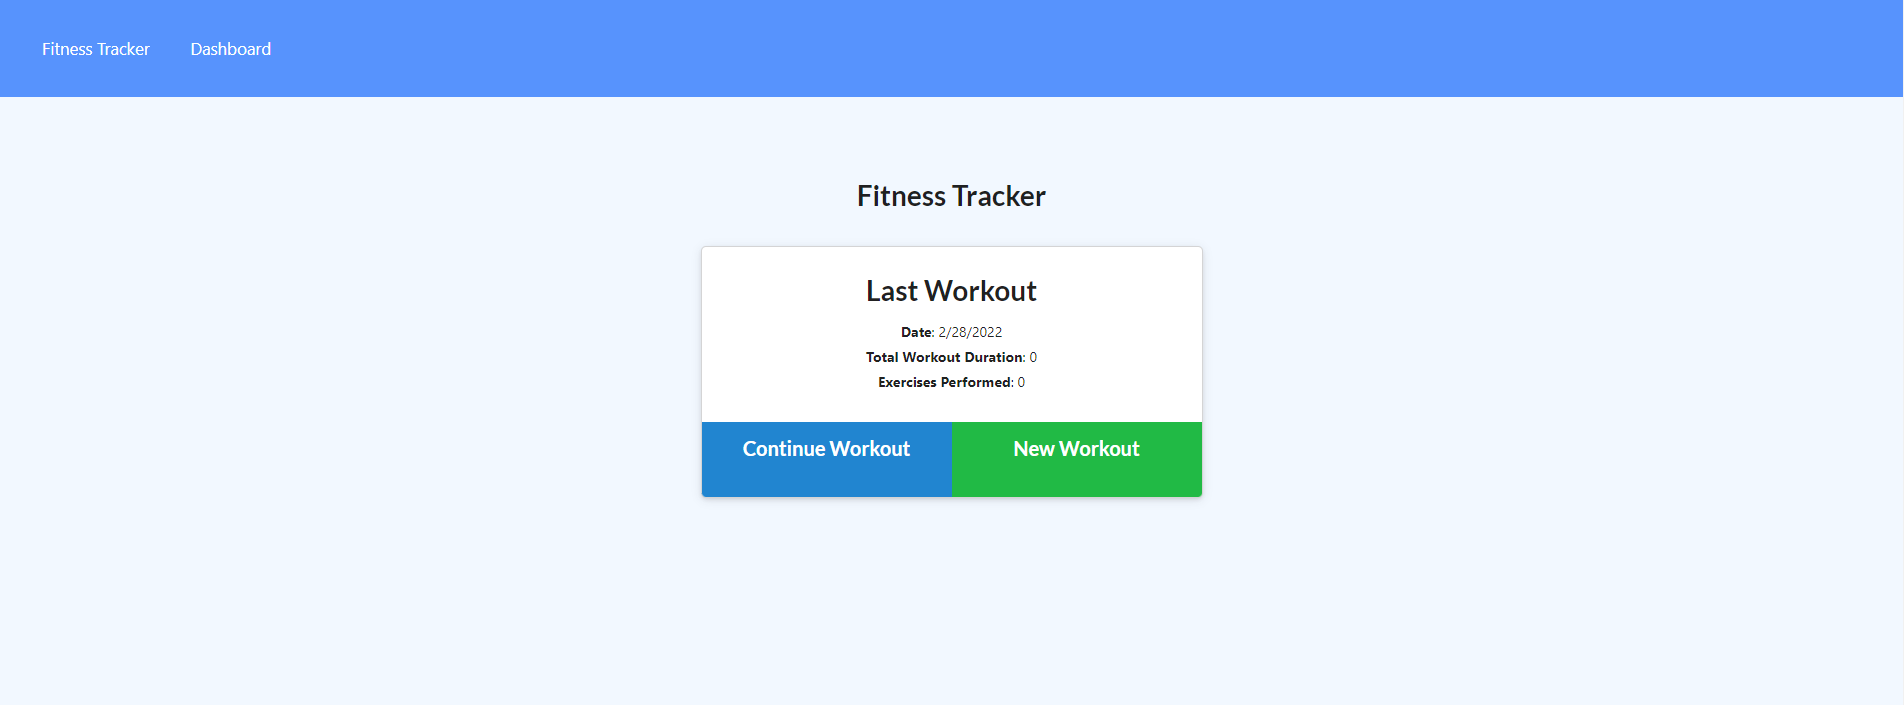 Fitness Tracker Dashboard
Fitness Tracker
Last Workout
Date: 2/28/2022
Total Workout Duration: 0
Exercises Performed: 0
Continue Workout New Workout